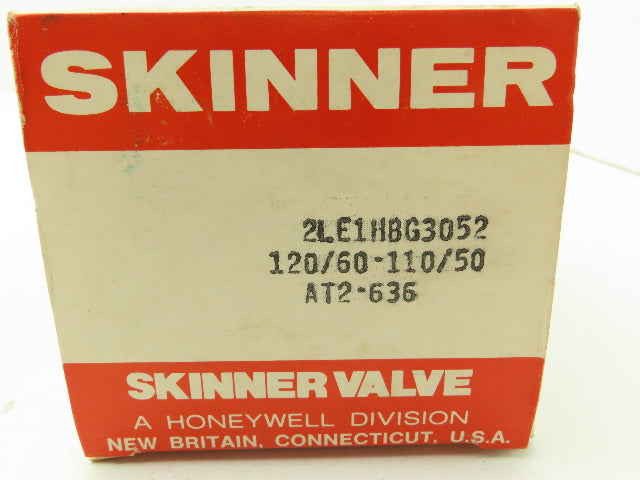 SKINNER
2LE1HBG3052
120/60-110/50
AT2-636
SKINNER VALVE
A HONEYWELL DIVISION
NEW BRITAIN, CONNECTICUT, U.S.A.